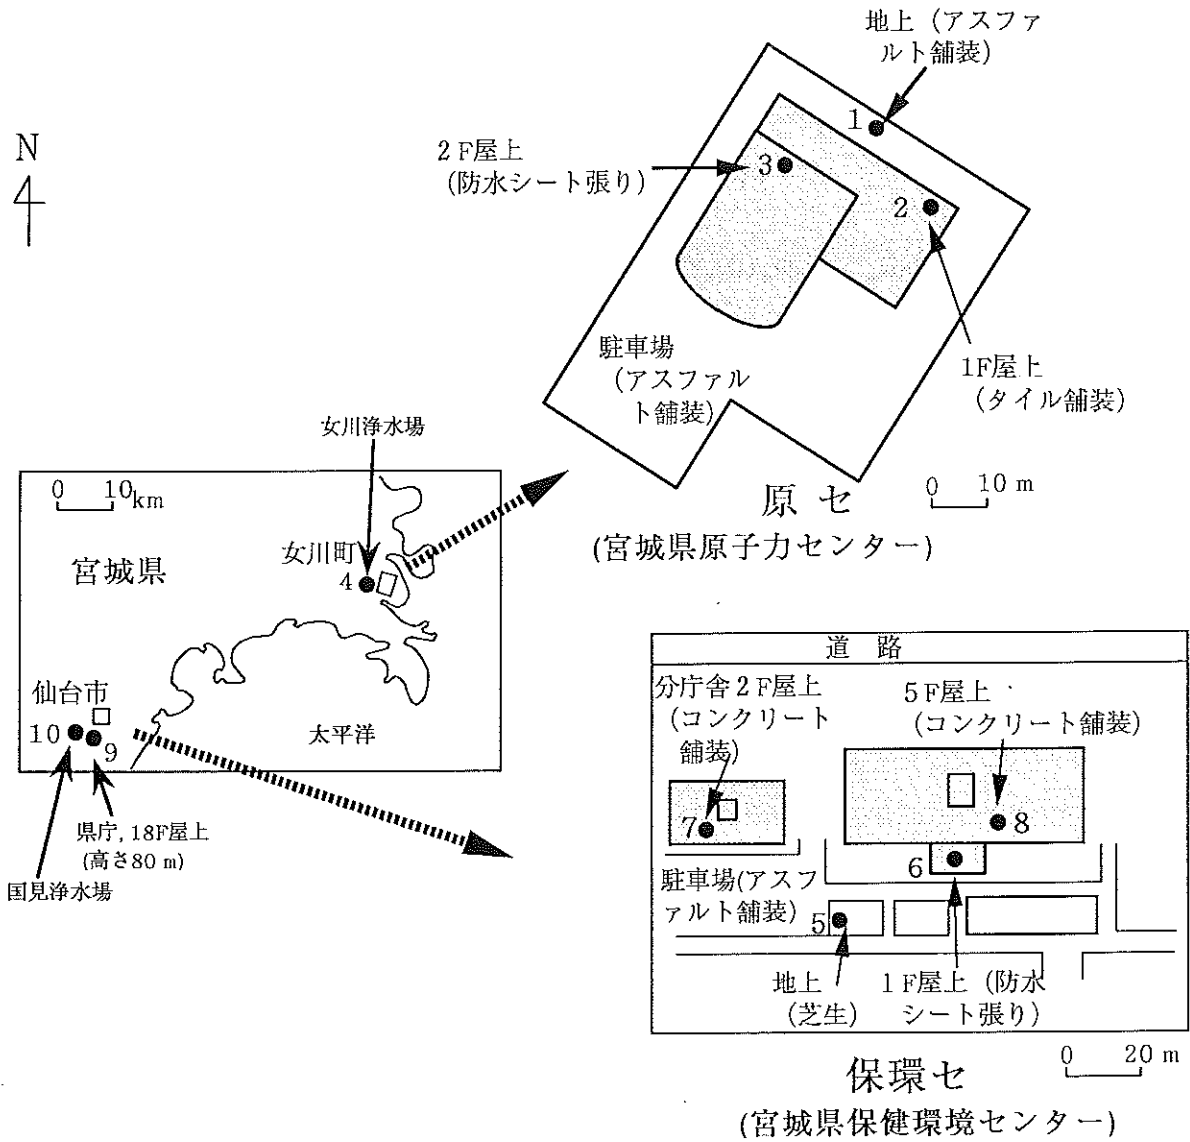 地上 (アスファ
ルト舗装)
N
1
2F屋上
(防水シート張り)
3
2
1F屋上
(タイル舗装)
駐車場
(アスファル
ト舗装)
0 10 m
原セ
(宮城県原子力センター)
女川浄水場
0 10km
宮城県
女川町
4
仙台市
10
9
太平洋
県庁, 18F屋上
(高さ80 m)
国見浄水場
道 路
分庁舎2F屋上
(コンクリート
舗装)
5F屋上
(コンクリート舗装)
7
8
6
駐車場(アスフ
ァルト舗装)
5
地上
(芝生)
1F屋上 (防水
シート張り)
0 20 m
保環セ
(宮城県保健環境センター)